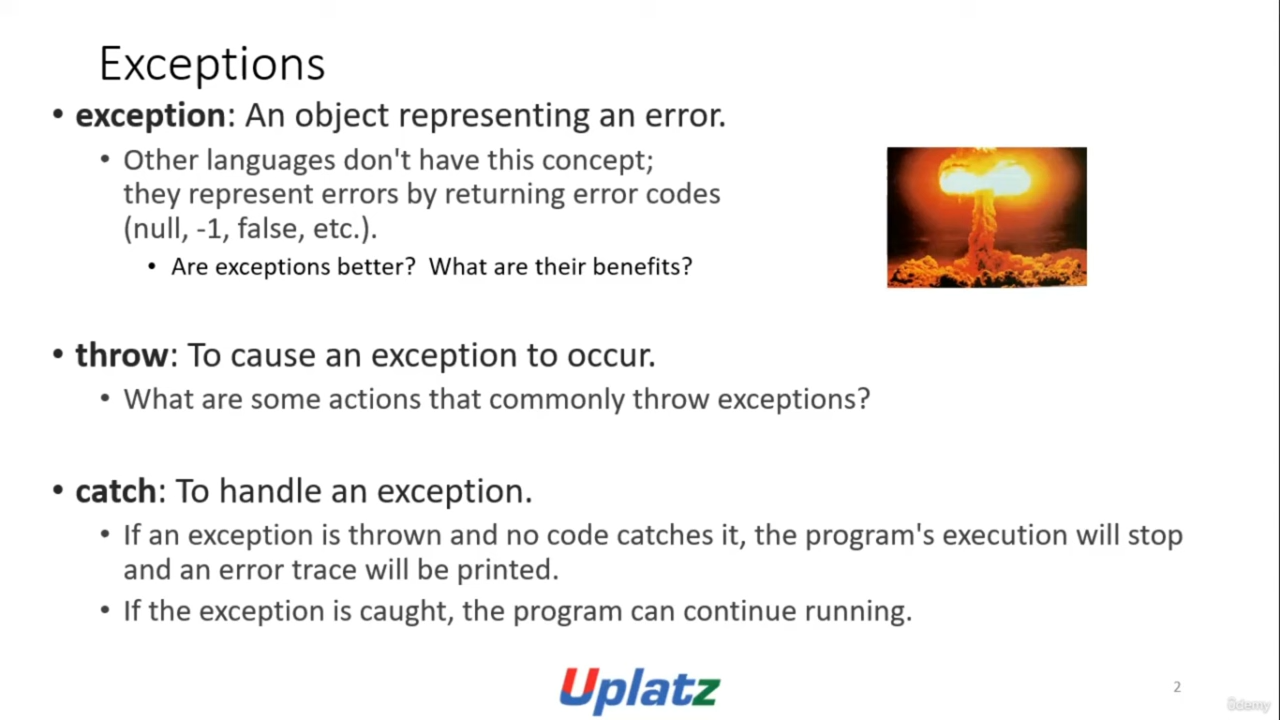 Exceptions
• exception: An object representing an error.
• Other languages don't have this concept;
they represent errors by returning error codes
(null, -1, false, etc.).
• Are exceptions better?  What are their benefits?
• throw: To cause an exception to occur.
• What are some actions that commonly throw exceptions?
• catch: To handle an exception.
• If an exception is thrown and no code catches it, the program's execution will stop
and an error trace will be printed.
• If the exception is caught, the program can continue running.
Uplatz
2
ûdemy